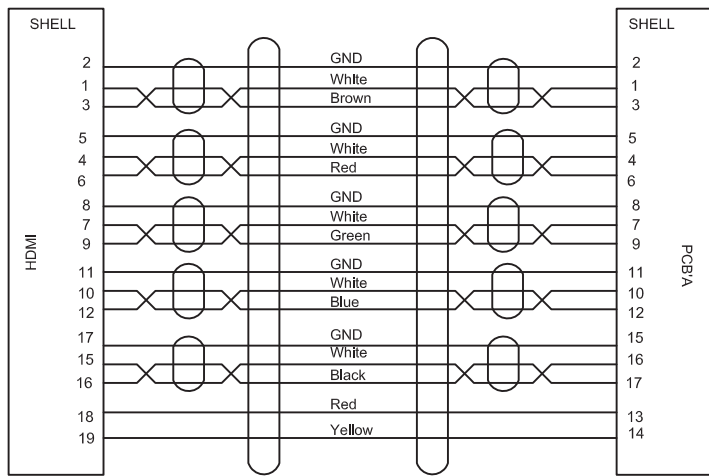 SHELL SHELL
2 GND 2
1 White 1
3 Brown 3
5 GND 5
4 White 4
6 Red 6
8 GND 8
7 White 7
9 Green 9
HDMI PCB'A
11 GND 11
10 White 10
12 Blue 12
17 GND 15
15 White 16
16 Black 17
18 Red 13
19 Yellow 14